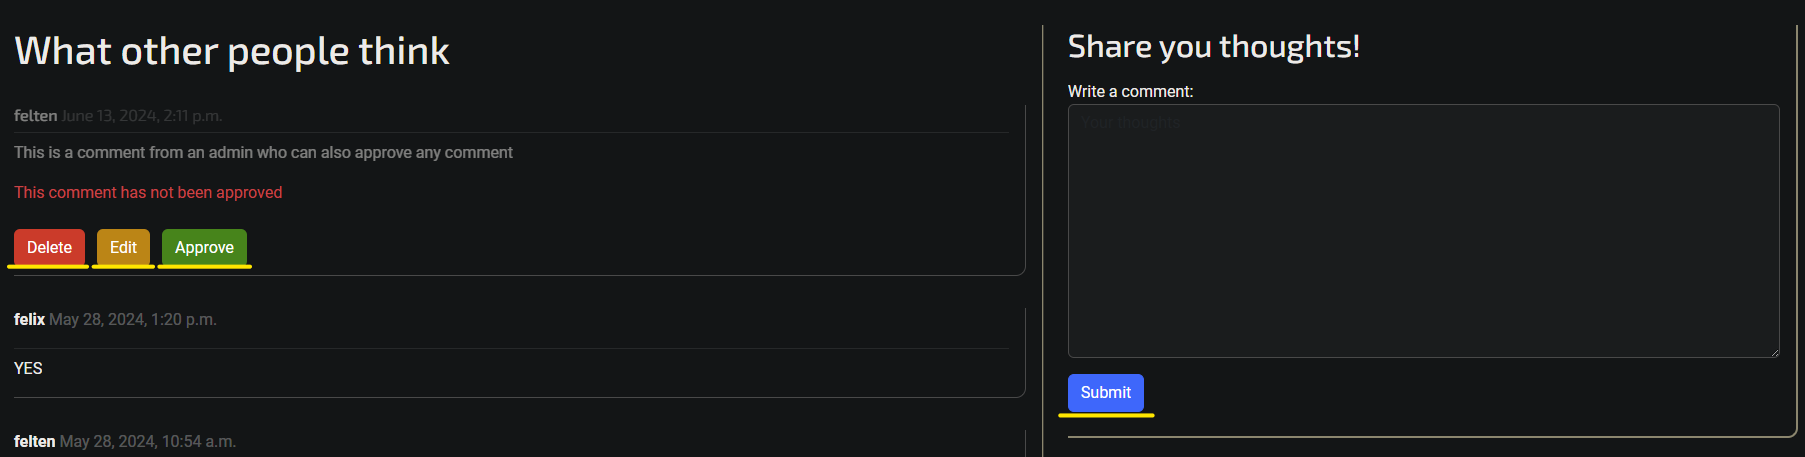 What other people think
felten June 13, 2024, 2:11 p.m.
This is a comment from an admin who can also approve any comment
This comment has not been approved
Delete Edit Approve
felix May 28, 2024, 1:20 p.m.
YES
felten May 28, 2024, 10:54 a.m.
Share you thoughts!
Write a comment:
Your thoughts
Submit